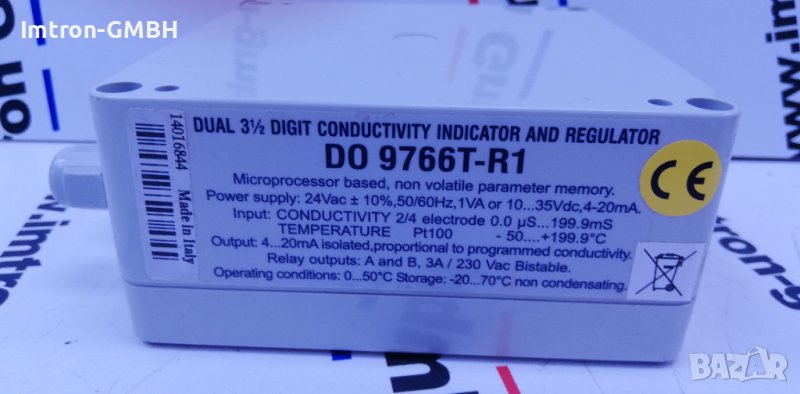 Imtron-GMBH
DUAL 3½ DIGIT CONDUCTIVITY INDICATOR AND REGULATOR
DO 9766T-R1
Microprocessor based, non volatile parameter memory.
Power supply: 24Vac ± 10%,50/60Hz,1VA or 10...35Vdc,4-20mA.
Input: CONDUCTIVITY 2/4 electrode 0.0 µS...199.9mS
TEMPERATURE Pt100 - 50....+199.9°C
Output: 4...20mA isolated,proportional to programmed conductivity.
Relay outputs: A and B, 3A / 230 Vac Bistable.
Operating conditions: 0...50°C Storage: -20...70°C non condensating.
14016844
Made in Italy
CE
www.imtron-g
BAZAR